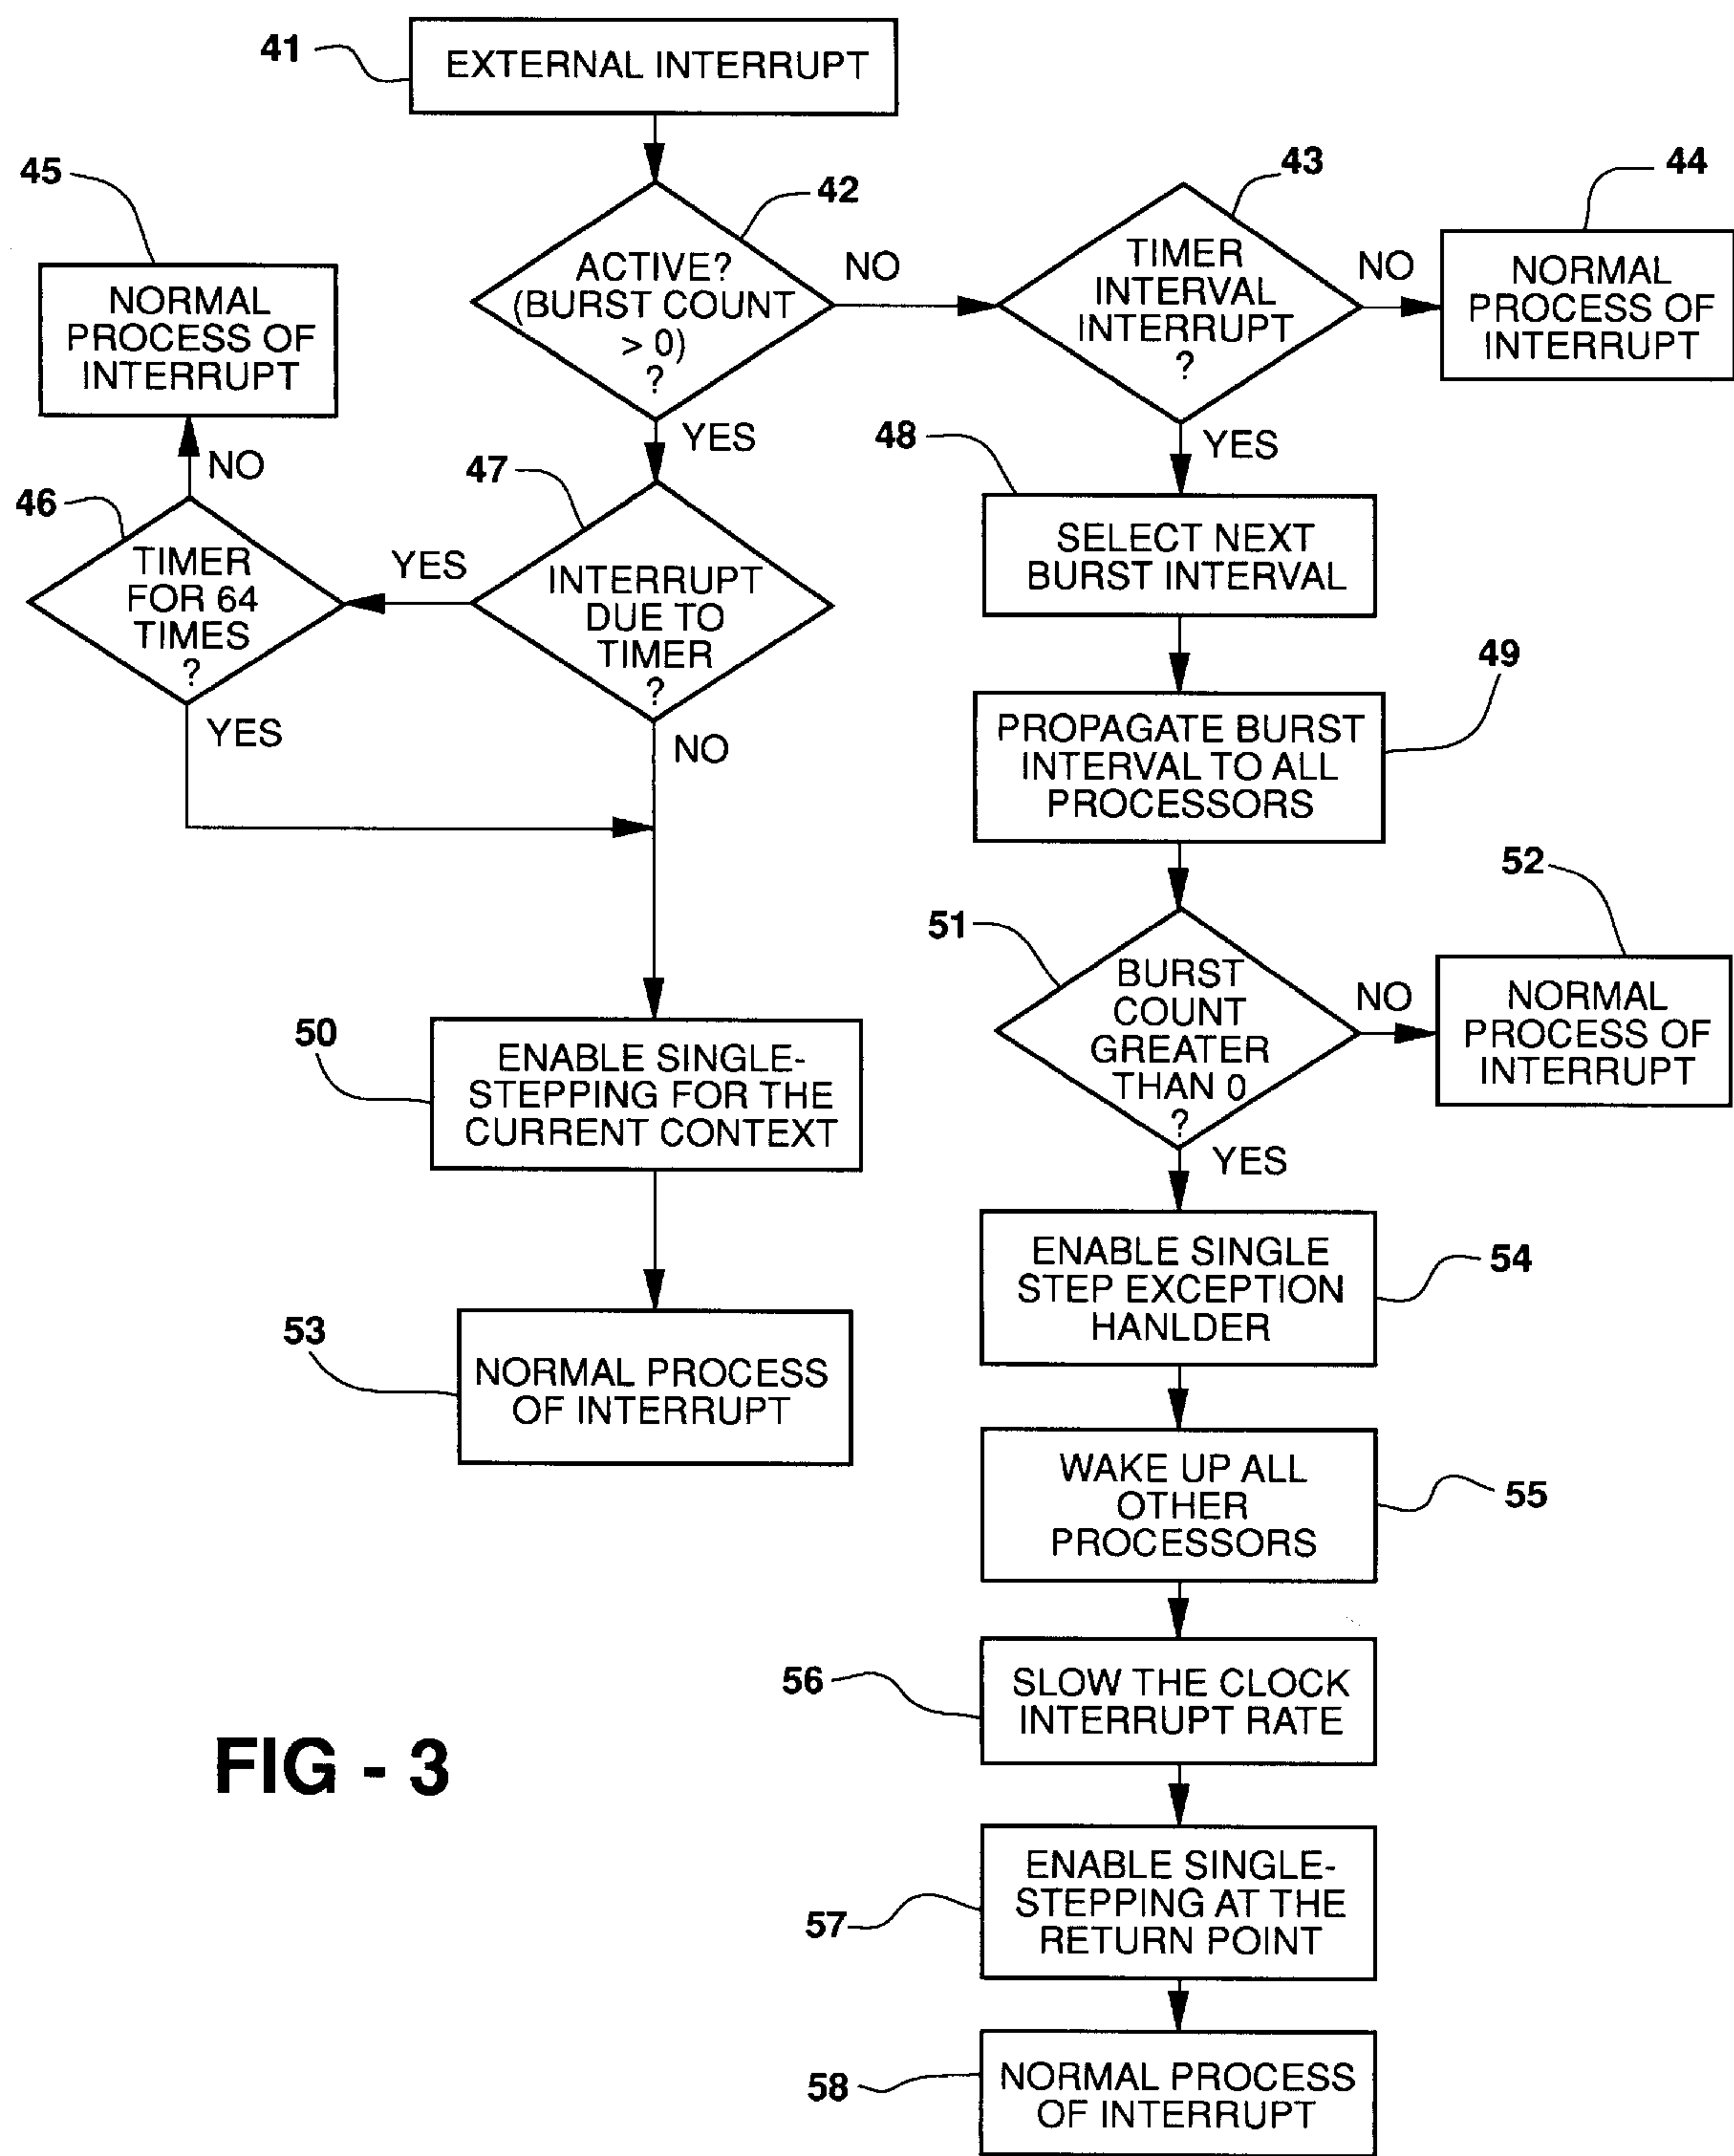 41
EXTERNAL INTERRUPT
45
NORMAL
PROCESS OF
INTERRUPT
42
ACTIVE?
(BURST COUNT
> 0)
?
NO
YES
43
TIMER
INTERVAL
INTERRUPT
?
NO
YES
44
NORMAL
PROCESS OF
INTERRUPT
46
NO
TIMER
FOR 64
TIMES
?
YES
47
YES
INTERRUPT
DUE TO
TIMER
?
NO
48
SELECT NEXT
BURST INTERVAL
49
PROPAGATE BURST
INTERVAL TO ALL
PROCESSORS
51
BURST
COUNT
GREATER
THAN 0
?
NO
YES
52
NORMAL
PROCESS OF
INTERRUPT
50
ENABLE SINGLE-
STEPPING FOR THE
CURRENT CONTEXT
53
NORMAL PROCESS
OF INTERRUPT
54
ENABLE SINGLE
STEP EXCEPTION
HANLDER
55
WAKE UP ALL
OTHER
PROCESSORS
56
SLOW THE CLOCK
INTERRUPT RATE
57
ENABLE SINGLE-
STEPPING AT THE
RETURN POINT
58
NORMAL PROCESS
OF INTERRUPT
FIG - 3